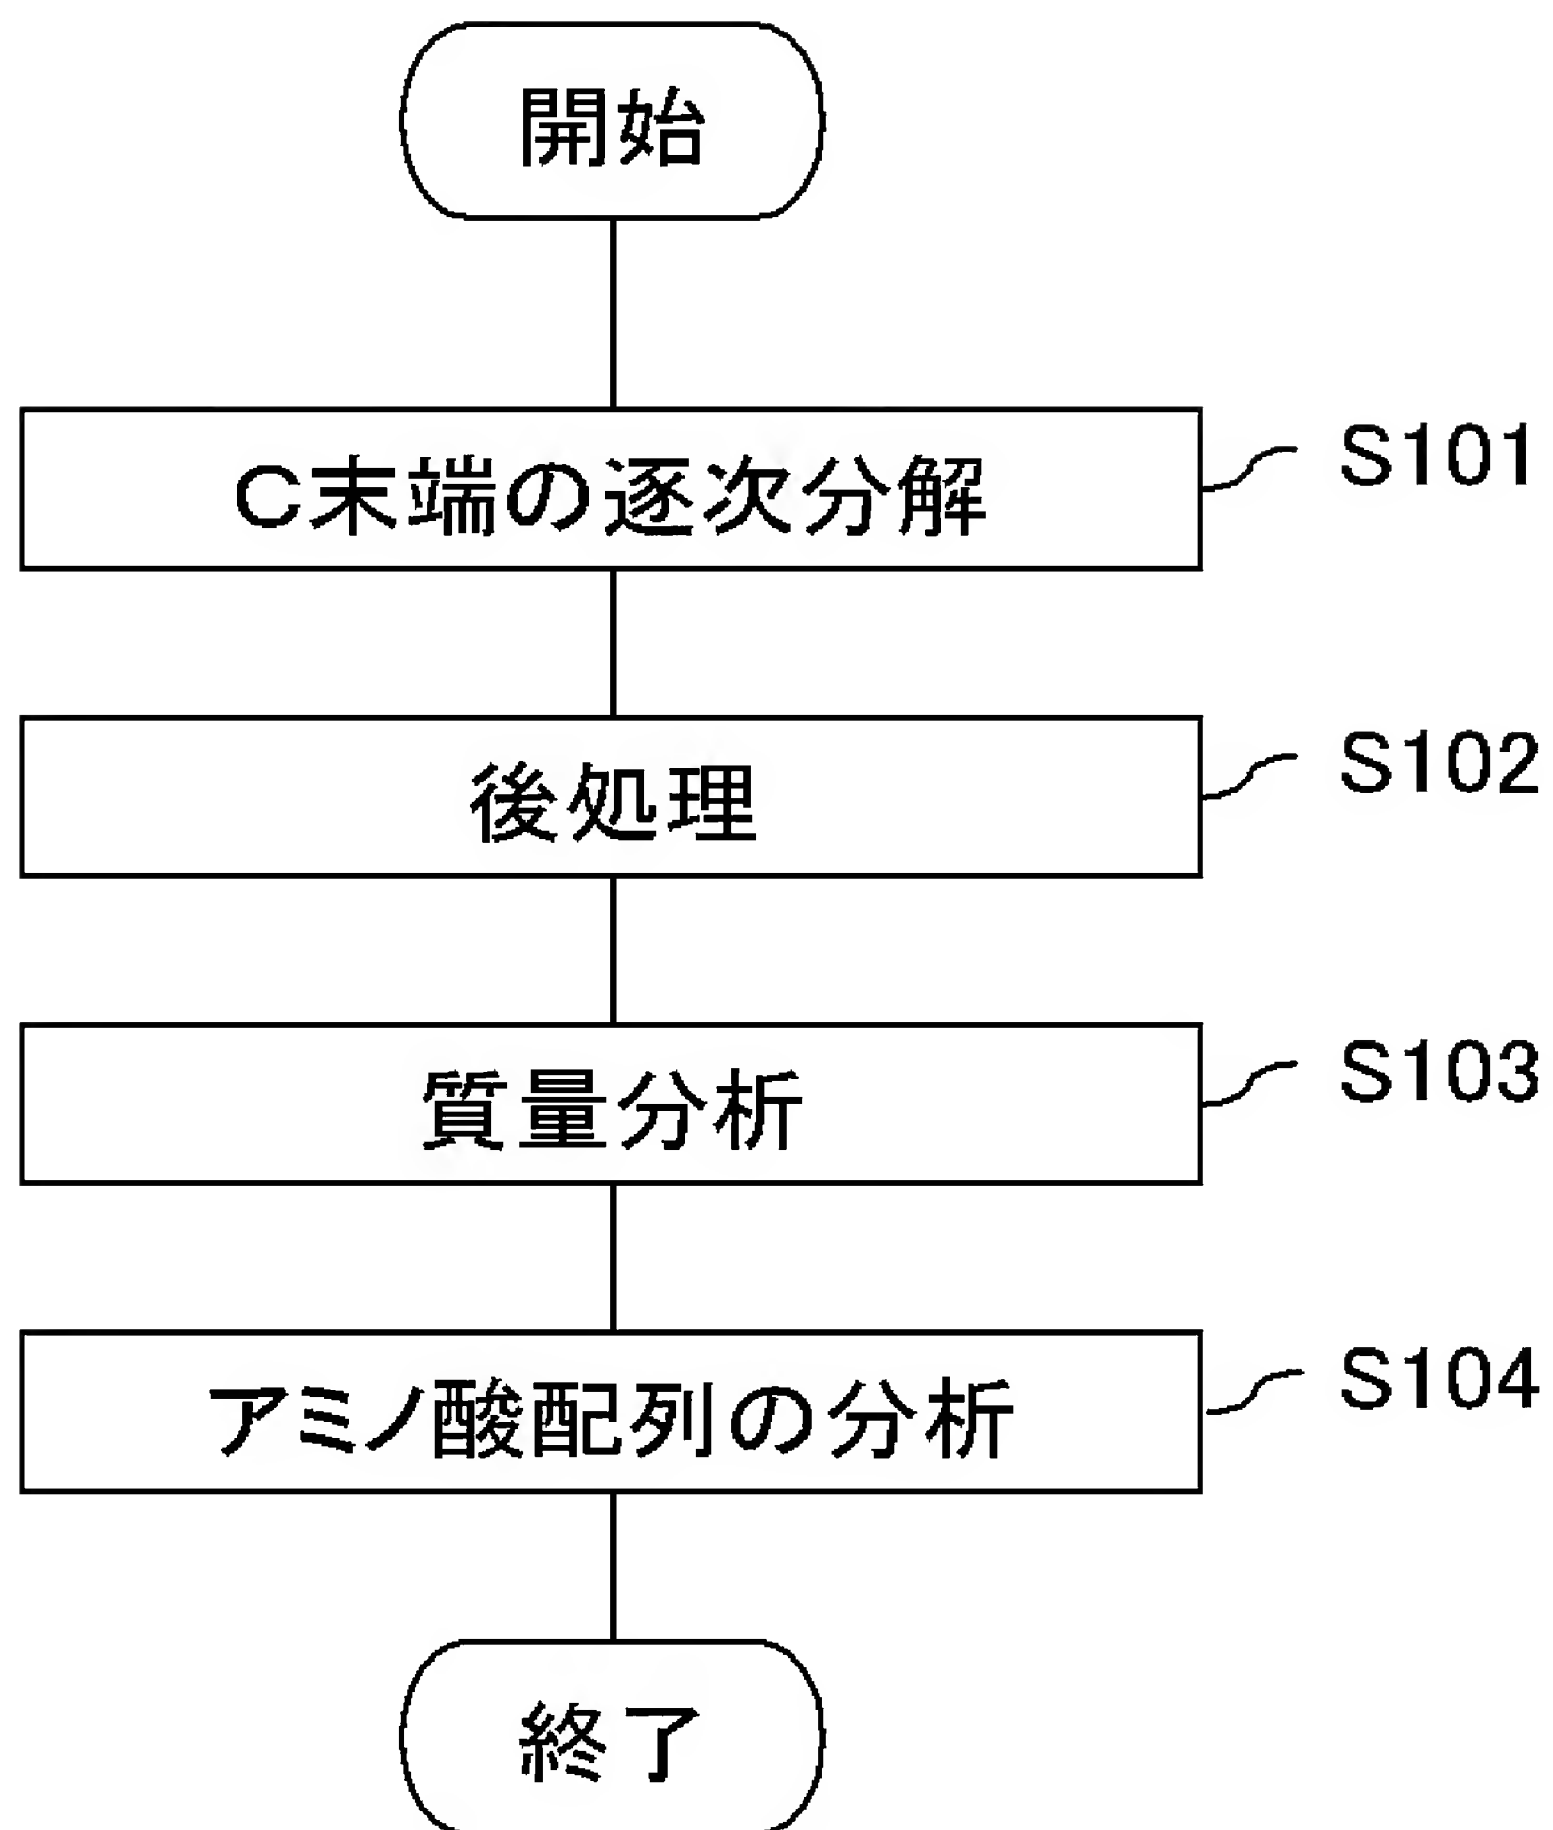 開始
C末端の逐次分解 S101
後処理 S102
質量分析 S103
アミノ酸配列の分析 S104
終了